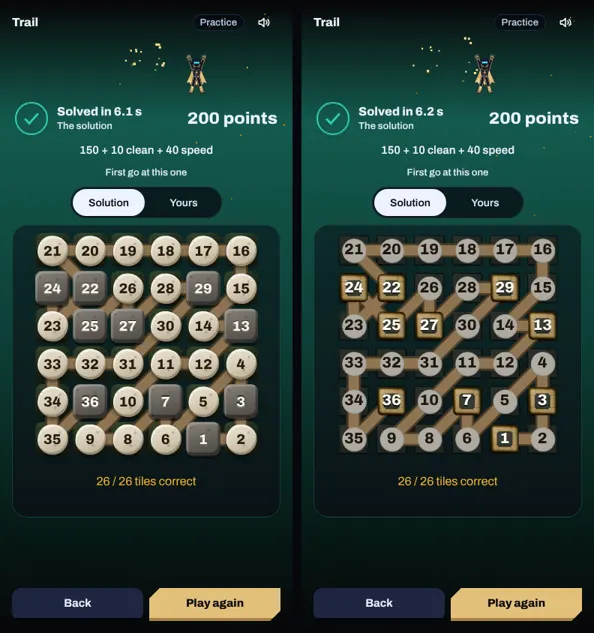 Trail Practice
Solved in 6.1 s
The solution
200 points
150 + 10 clean + 40 speed
First go at this one
Solution Yours
21 20 19 18 17 16
24 22 26 28 29 15
23 25 27 30 14 13
33 32 31 11 12 4
34 36 10 7 5 3
35 9 8 6 1 2
26 / 26 tiles correct
Back Play again
Trail Practice
Solved in 6.2 s
The solution
200 points
150 + 10 clean + 40 speed
First go at this one
Solution Yours
21 20 19 18 17 16
24 22 26 28 29 15
23 25 27 30 14 13
33 32 31 11 12 4
34 36 10 7 5 3
35 9 8 6 1 2
26 / 26 tiles correct
Back Play again